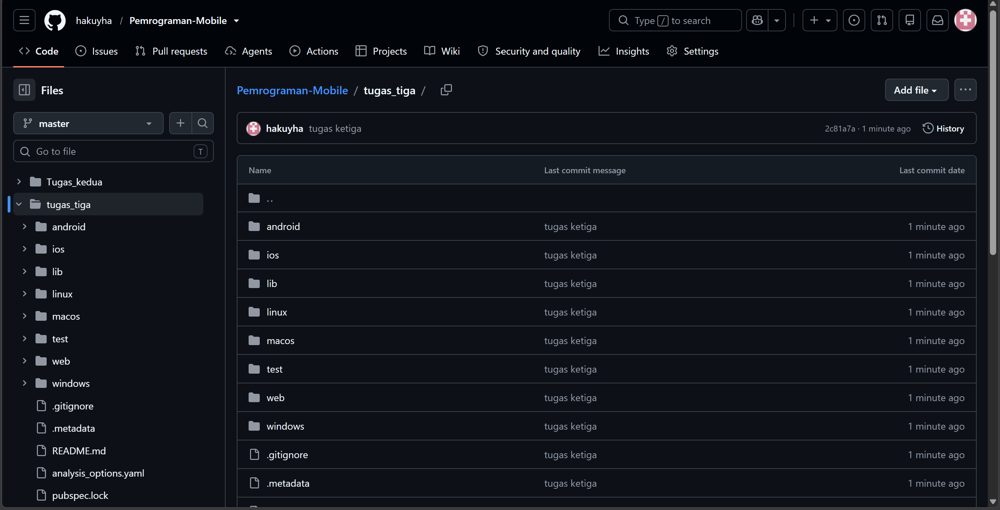 hakuyha / Pemrograman-Mobile
Type / to search
Code
Issues
Pull requests
Agents
Actions
Projects
Wiki
Security and quality
Insights
Settings
Files
master
Go to file
T
Tugas_kedua
tugas_tiga
android
ios
lib
linux
macos
test
web
windows
.gitignore
.metadata
README.md
analysis_options.yaml
pubspec.lock
Pemrograman-Mobile / tugas_tiga /
Add file
hakuyha tugas ketiga
2c81a7a · 1 minute ago
History
Name Last commit message Last commit date
..
android tugas ketiga 1 minute ago
ios tugas ketiga 1 minute ago
lib tugas ketiga 1 minute ago
linux tugas ketiga 1 minute ago
macos tugas ketiga 1 minute ago
test tugas ketiga 1 minute ago
web tugas ketiga 1 minute ago
windows tugas ketiga 1 minute ago
.gitignore tugas ketiga 1 minute ago
.metadata tugas ketiga 1 minute ago